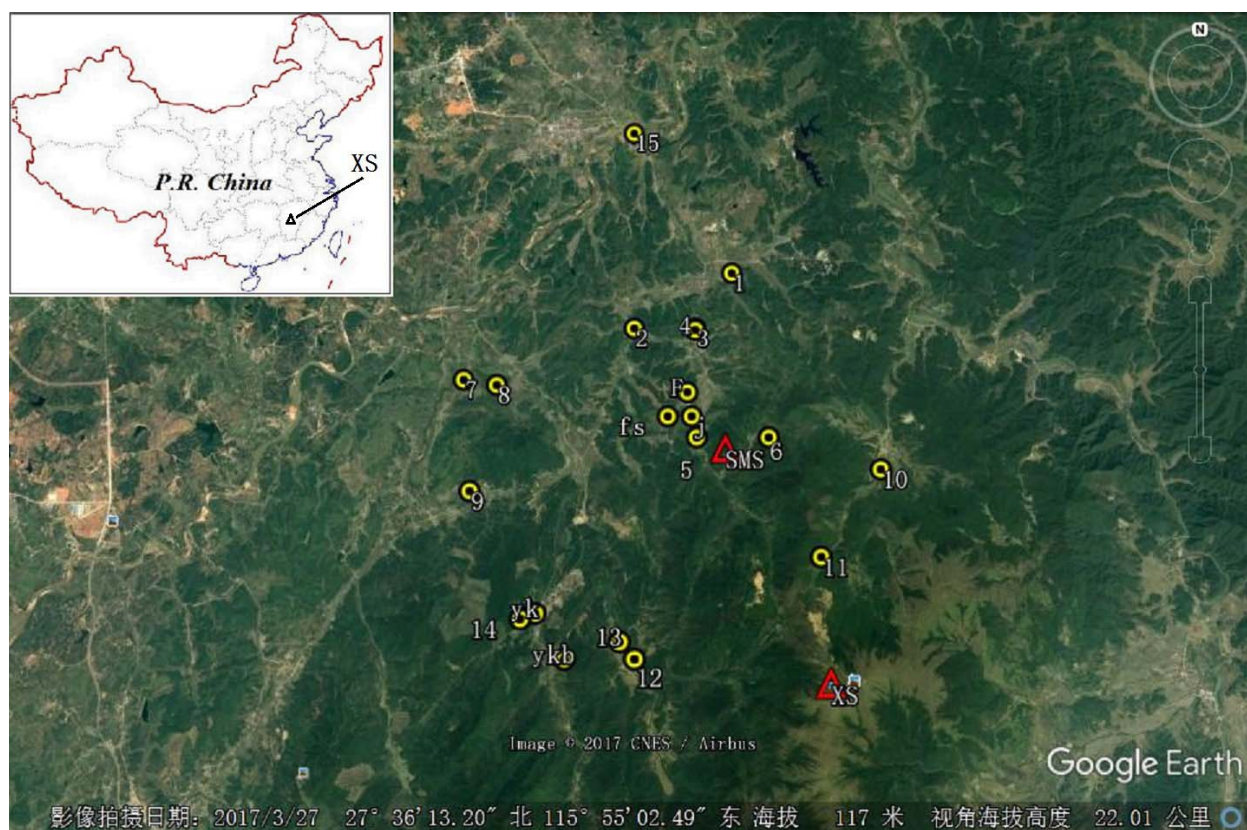 N
XS
P.R. China
15
1
2
4
3
7
8
F
fs
j
5
SMS
6
10
9
11
yk
14
13
ykb
12
XS
Image © 2017 CNES / Airbus
Google Earth
影像拍摄日期: 2017/3/27 27° 36′13.20″ 北 115° 55′02.49″ 东 海拔 117 米 视角海拔高度 22.01 公里